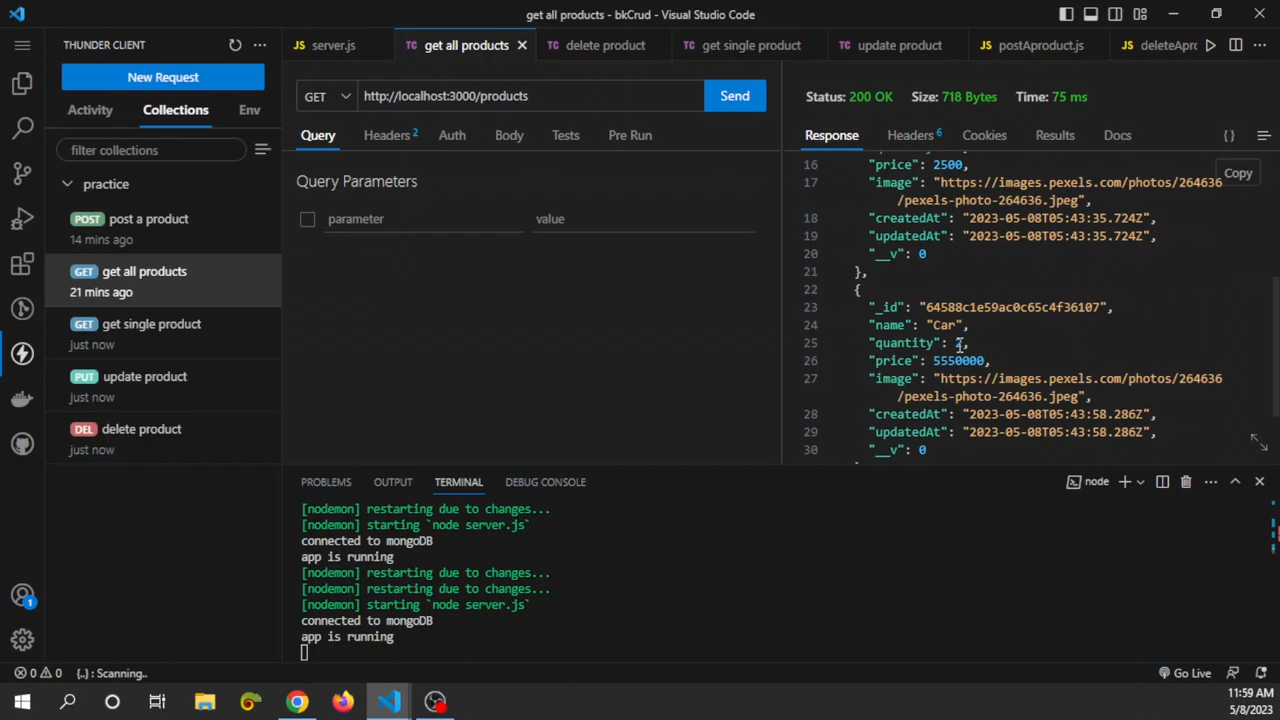 get all products - bkCrud - Visual Studio Code
THUNDER CLIENT
JS server.js
TC get all products
TC delete product
TC get single product
TC update product
JS postAproduct.js
JS deleteApro
New Request
Activity
Collections
Env
filter collections
practice
POST post a product
14 mins ago
GET get all products
21 mins ago
GET get single product
just now
PUT update product
just now
DEL delete product
just now
GET
http://localhost:3000/products
Send
Query
Headers 2
Auth
Body
Tests
Pre Run
Query Parameters
parameter
value
Status: 200 OK
Size: 718 Bytes
Time: 75 ms
Response
Headers 6
Cookies
Results
Docs
{ }
Copy
16 "price": 2500,
17 "image": "https://images.pexels.com/photos/264636
/pexels-photo-264636.jpeg",
18 "createdAt": "2023-05-08T05:43:35.724Z",
19 "updatedAt": "2023-05-08T05:43:35.724Z",
20 "__v": 0
21 },
22 {
23 "_id": "64588c1e59ac0c65c4f36107",
24 "name": "Car",
25 "quantity": 2,
26 "price": 5550000,
27 "image": "https://images.pexels.com/photos/264636
/pexels-photo-264636.jpeg",
28 "createdAt": "2023-05-08T05:43:58.286Z",
29 "updatedAt": "2023-05-08T05:43:58.286Z",
30 "__v": 0
PROBLEMS
OUTPUT
TERMINAL
DEBUG CONSOLE
node
[nodemon] restarting due to changes...
[nodemon] starting `node server.js`
connected to mongoDB
app is running
[nodemon] restarting due to changes...
[nodemon] restarting due to changes...
[nodemon] starting `node server.js`
connected to mongoDB
app is running
1
0 0 {..} : Scanning..
Go Live
11:59 AM
5/8/2023